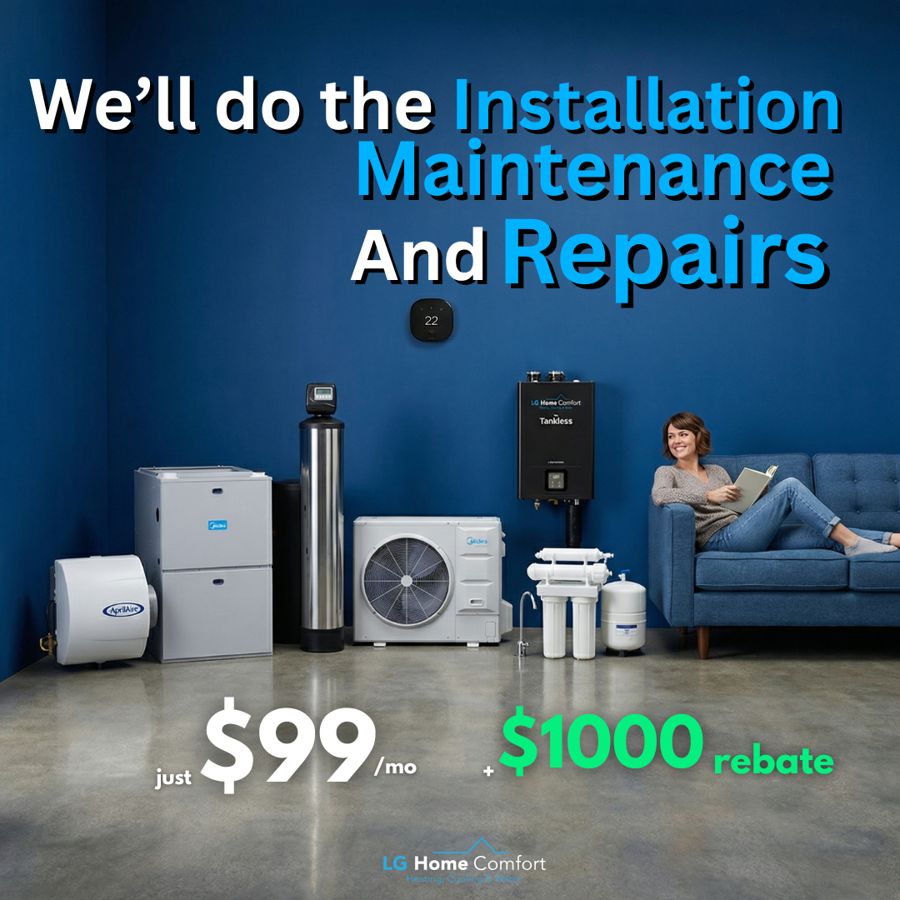 We’ll do the Installation
Maintenance
And Repairs
22
LG Home Comfort
Tankless
Midea
AprilAire
Midea
just $99/mo
+ $1000 rebate
LG Home Comfort